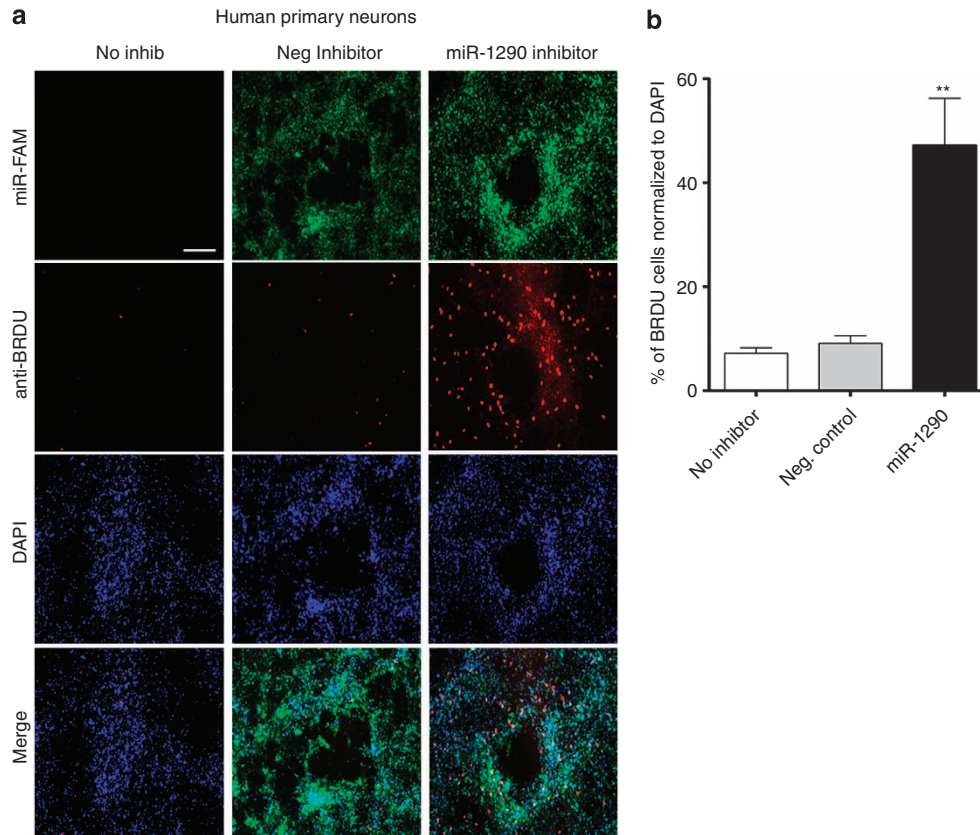 a
Human primary neurons
No inhib
Neg Inhibitor
miR-1290 inhibitor
miR-FAM
anti-BRDU
DAPI
Merge
b
% of BRDU cells normalized to DAPI
60
40
20
0
**
No inhibtor
Neg. control
miR-1290